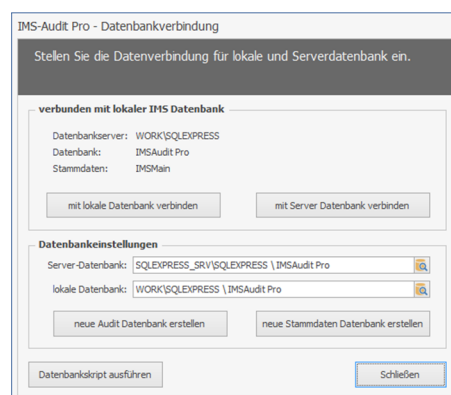 IMS-Audit Pro - Datenbankverbindung
Stellen Sie die Datenverbindung für lokale und Serverdatenbank ein.
verbunden mit lokaler IMS Datenbank
Datenbankserver: WORK\SQLEXPRESS
Datenbank: IMSAudit Pro
Stammdaten: IMSMain
mit lokale Datenbank verbinden mit Server Datenbank verbinden
Datenbankeinstellungen
Server-Datenbank: SQLEXPRESS_SRV\SQLEXPRESS \ IMSAudit Pro
lokale Datenbank: WORK\SQLEXPRESS \ IMSAudit Pro
neue Audit Datenbank erstellen neue Stammdaten Datenbank erstellen
Datenbankskript ausführen Schließen